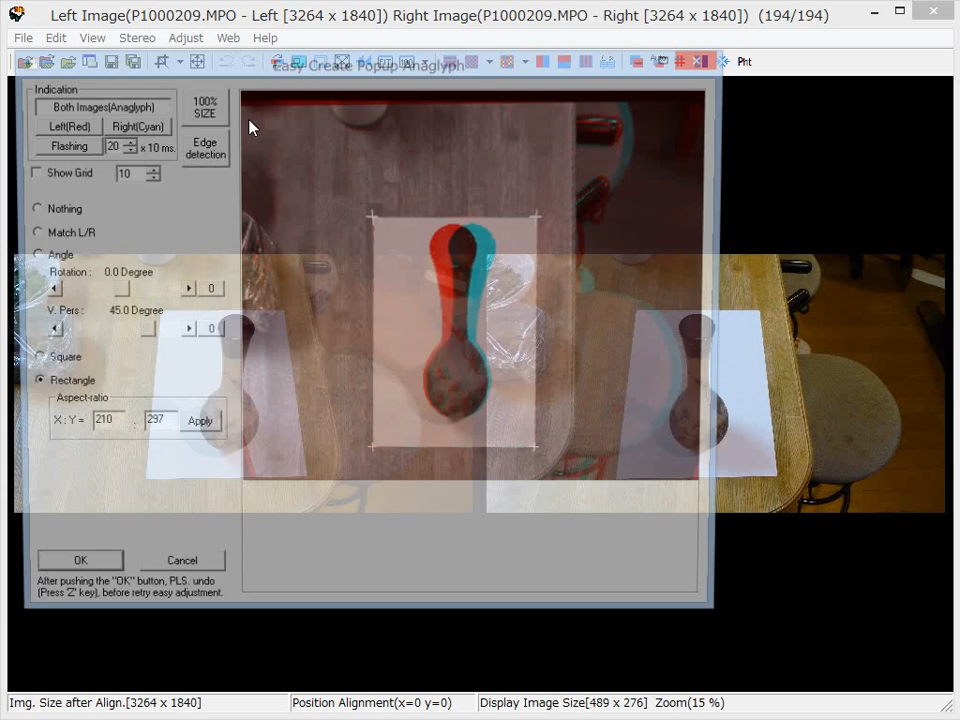 Left Image(P1000209.MPO - Left [3264 x 1840]) Right Image(P1000209.MPO - Right [3264 x 1840]) (194/194)
File Edit View Stereo Adjust Web Help
Pht
Easy Create Popup Anaglyph
Indication
Both Images(Anaglyph)
Left(Red) Right(Cyan)
Flashing 20 x 10 ms.
100%
SIZE
Edge
detection
Show Grid 10
Nothing
Match L/R
Angle
Rotation : 0.0 Degree
0
V. Pers : 45.0 Degree
0
Square
Rectangle
Aspect-ratio
X : Y = 210 : 297 Apply
OK Cancel
After pushing the "OK" button, PLS. undo
(Press 'Z' key), before retry easy adjustment.
Img. Size after Align.[3264 x 1840] Position Alignment(x=0 y=0) Display Image Size[489 x 276] Zoom(15 %)